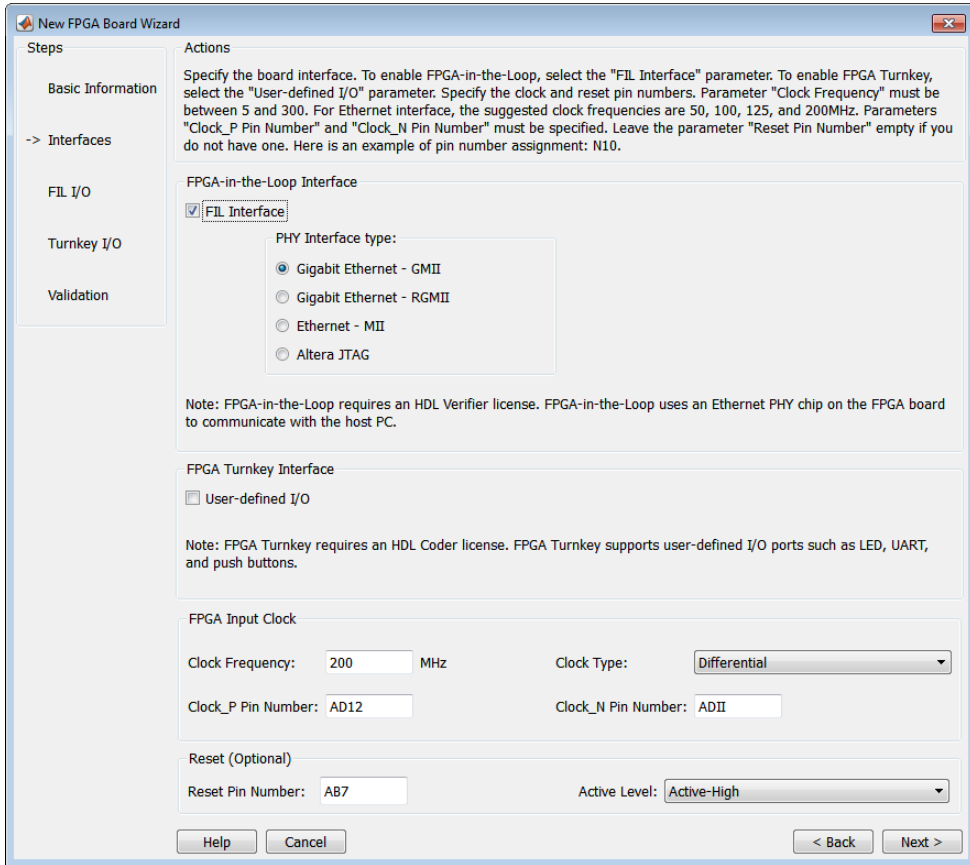 New FPGA Board Wizard
Steps
Basic Information
-> Interfaces
FIL I/O
Turnkey I/O
Validation
Actions
Specify the board interface. To enable FPGA-in-the-Loop, select the "FIL Interface" parameter. To enable FPGA Turnkey,
select the "User-defined I/O" parameter. Specify the clock and reset pin numbers. Parameter "Clock Frequency" must be
between 5 and 300. For Ethernet interface, the suggested clock frequencies are 50, 100, 125, and 200MHz. Parameters
"Clock_P Pin Number" and "Clock_N Pin Number" must be specified. Leave the parameter "Reset Pin Number" empty if you
do not have one. Here is an example of pin number assignment: N10.
FPGA-in-the-Loop Interface
FIL Interface
PHY Interface type:
Gigabit Ethernet - GMII
Gigabit Ethernet - RGMII
Ethernet - MII
Altera JTAG
Note: FPGA-in-the-Loop requires an HDL Verifier license. FPGA-in-the-Loop uses an Ethernet PHY chip on the FPGA board
to communicate with the host PC.
FPGA Turnkey Interface
User-defined I/O
Note: FPGA Turnkey requires an HDL Coder license. FPGA Turnkey supports user-defined I/O ports such as LED, UART,
and push buttons.
FPGA Input Clock
Clock Frequency: 200 MHz Clock Type: Differential
Clock_P Pin Number: AD12 Clock_N Pin Number: ADII
Reset (Optional)
Reset Pin Number: AB7 Active Level: Active-High
Help Cancel < Back Next >